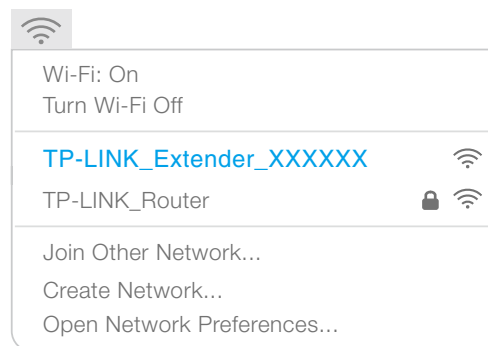 Wi-Fi: On
Turn Wi-Fi Off
TP-LINK_Extender_XXXXXX
TP-LINK_Router
Join Other Network...
Create Network...
Open Network Preferences...